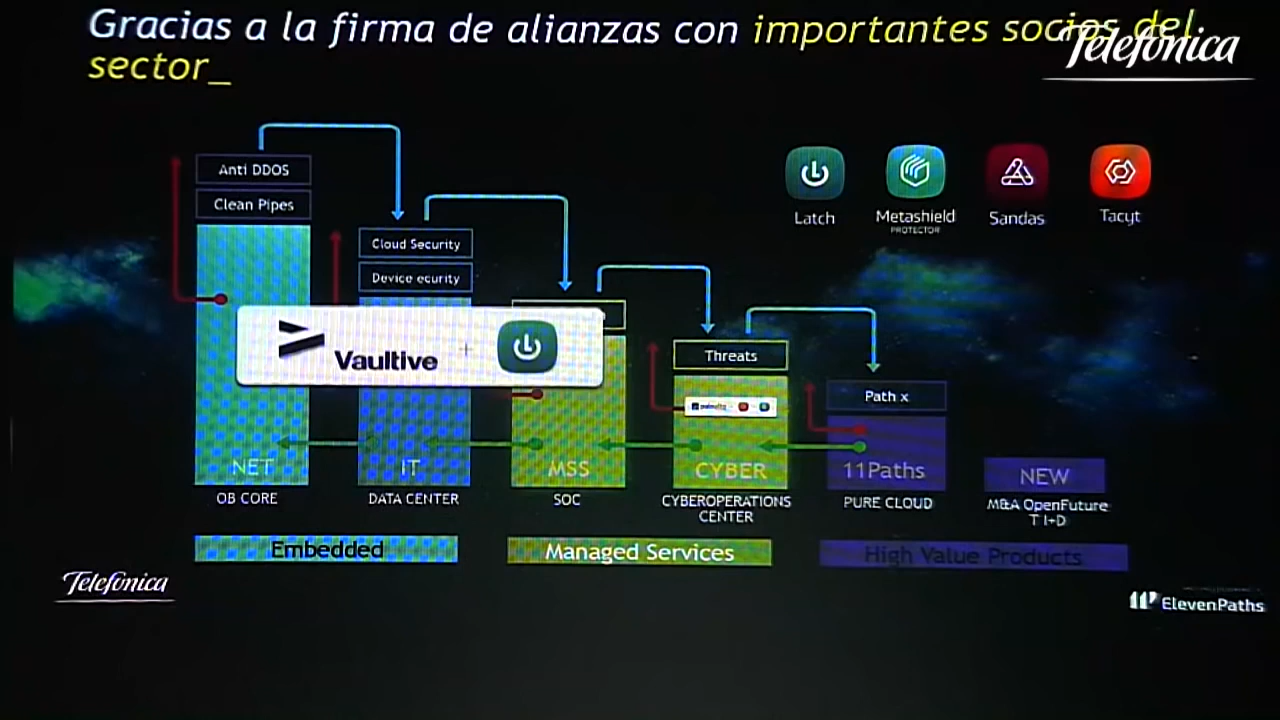 Gracias a la firma de alianzas con importantes socios del
sector_
Telefónica
Anti DDOS
Clean Pipes
Cloud Security
Device ecurity
Latch
Metashield
PROTECTOR
Sandas
Tacyt
Vaultive +
Threats
Path x
NET
IT
MSS
CYBER
11Paths
NEW
OB CORE
DATA CENTER
SOC
CYBEROPERATIONS
CENTER
PURE CLOUD
M&A OpenFuture
T I+D
Embedded
Managed Services
High Value Products
Telefónica
ElevenPaths